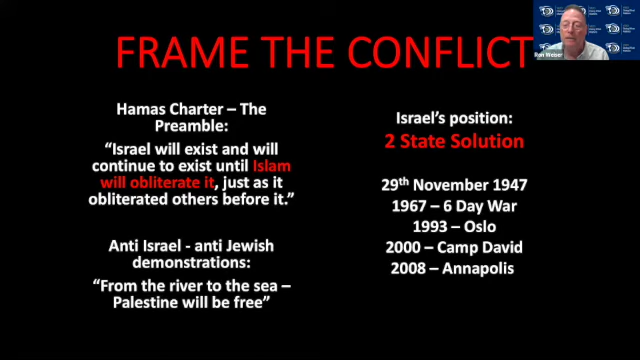 FRAME THE CONFLICT
Hamas Charter – The
Preamble:
“Israel will exist and will
continue to exist until Islam
will obliterate it, just as it
obliterated others before it.”
Anti Israel - anti Jewish
demonstrations:
“From the river to the sea –
Palestine will be free”
Israel’s position:
2 State Solution
29th November 1947
1967 – 6 Day War
1993 – Oslo
2000 – Camp David
2008 – Annapolis
Ron Weiser